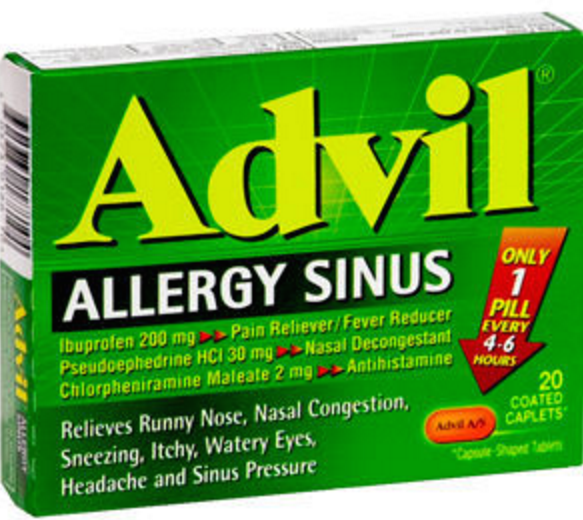 Advil®
ALLERGY SINUS
Ibuprofen 200 mg ►► Pain Reliever/Fever Reducer
Pseudoephedrine HCl 30 mg ►► Nasal Decongestant
Chlorpheniramine Maleate 2 mg ►► Antihistamine
Relieves Runny Nose, Nasal Congestion,
Sneezing, Itchy, Watery Eyes,
Headache and Sinus Pressure
ONLY
1
PILL
EVERY
4-6
HOURS
20
COATED
CAPLETS*
Advil A/S
*Capsule-Shaped Tablets
Advil
ALLERGY